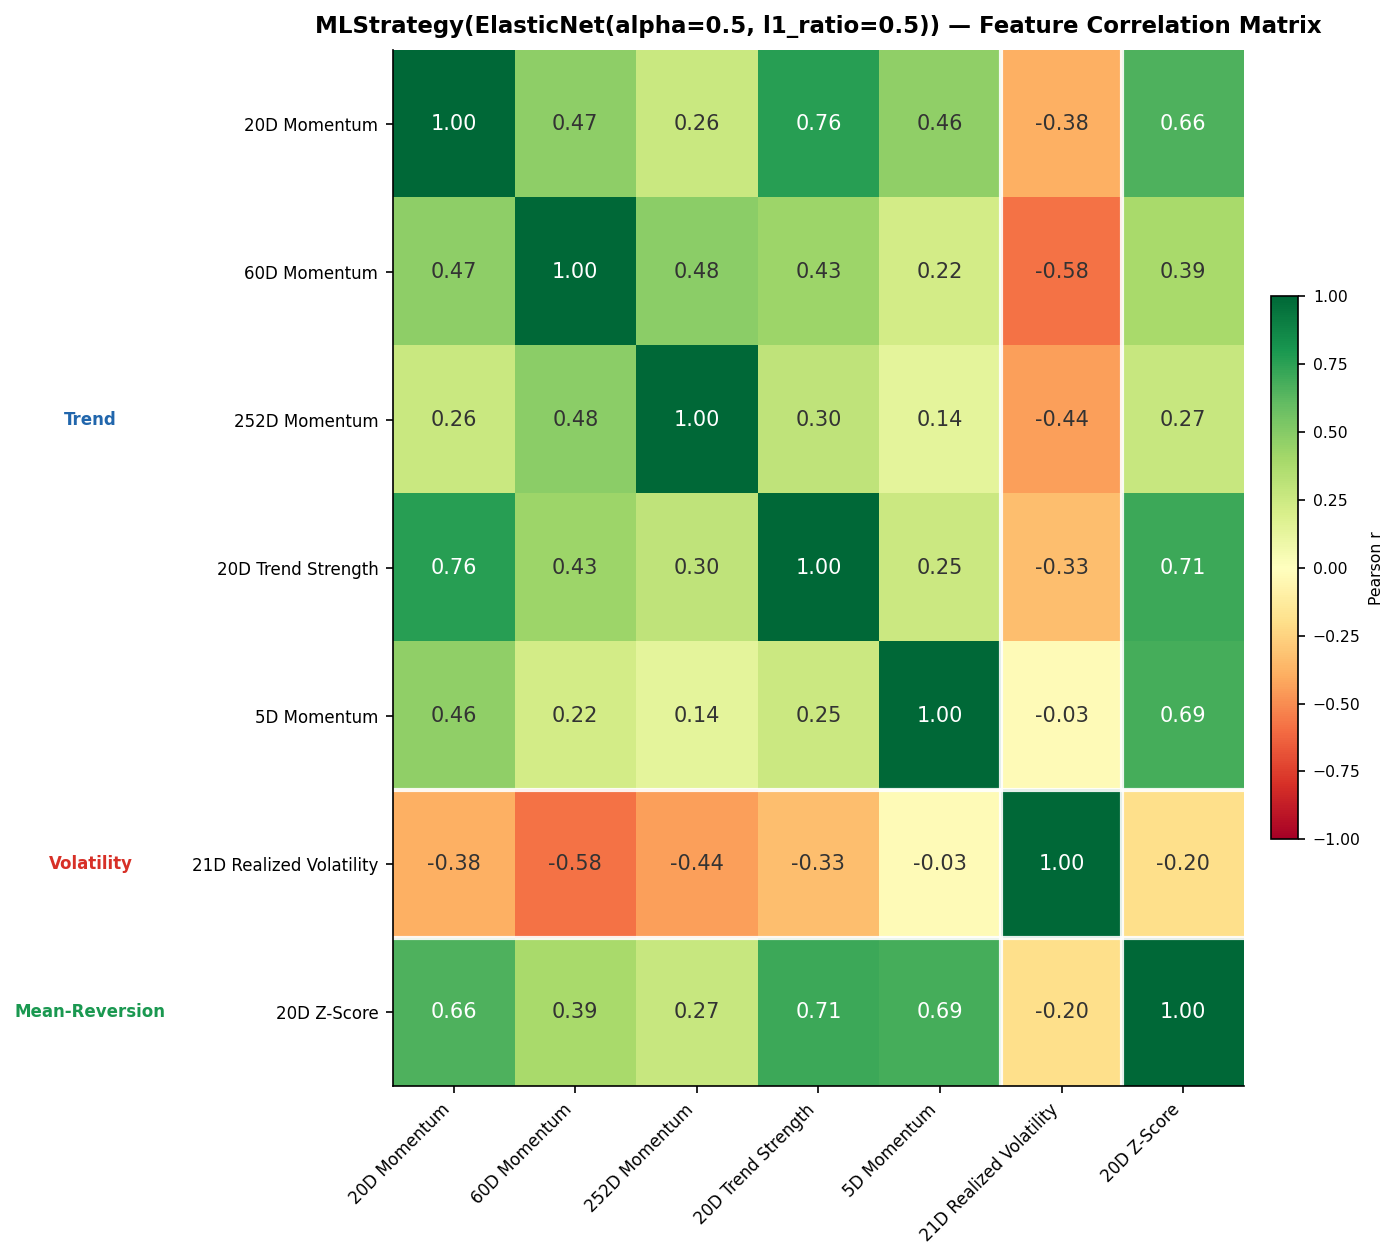 MLStrategy(ElasticNet(alpha=0.5, l1_ratio=0.5)) — Feature Correlation Matrix
20D Momentum 1.00 0.47 0.26 0.76 0.46 -0.38 0.66
60D Momentum 0.47 1.00 0.48 0.43 0.22 -0.58 0.39
Trend 252D Momentum 0.26 0.48 1.00 0.30 0.14 -0.44 0.27
20D Trend Strength 0.76 0.43 0.30 1.00 0.25 -0.33 0.71
5D Momentum 0.46 0.22 0.14 0.25 1.00 -0.03 0.69
Volatility 21D Realized Volatility -0.38 -0.58 -0.44 -0.33 -0.03 1.00 -0.20
Mean-Reversion 20D Z-Score 0.66 0.39 0.27 0.71 0.69 -0.20 1.00
20D Momentum
60D Momentum
252D Momentum
20D Trend Strength
5D Momentum
21D Realized Volatility
20D Z-Score
1.00
0.75
0.50
0.25
0.00
−0.25
−0.50
−0.75
−1.00
Pearson r